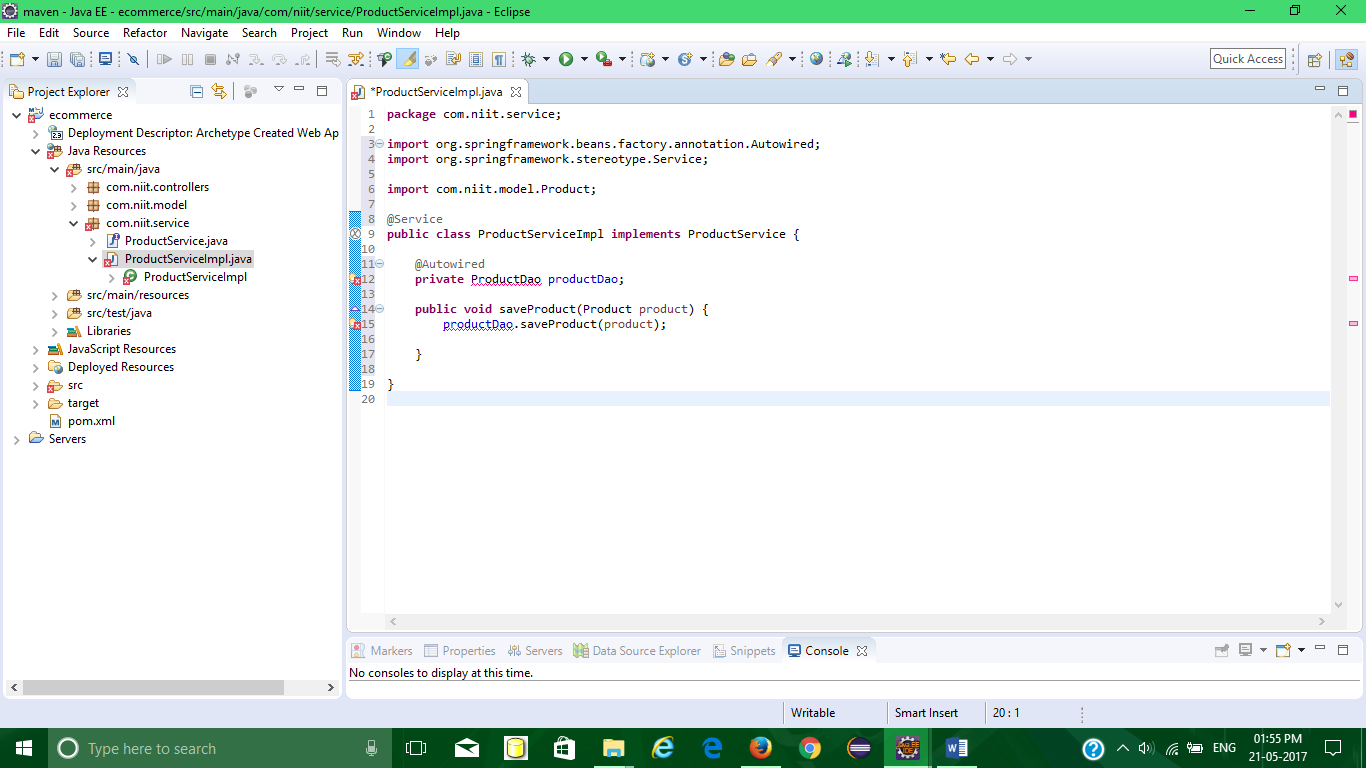 maven - Java EE - ecommerce/src/main/java/com/niit/service/ProductServiceImpl.java - Eclipse
File Edit Source Refactor Navigate Search Project Run Window Help
Quick Access
Project Explorer
ecommerce
Deployment Descriptor: Archetype Created Web Ap
Java Resources
src/main/java
com.niit.controllers
com.niit.model
com.niit.service
ProductService.java
ProductServiceImpl.java
ProductServiceImpl
src/main/resources
src/test/java
Libraries
JavaScript Resources
Deployed Resources
src
target
pom.xml
Servers
*ProductServiceImpl.java
1 package com.niit.service;
2
3 import org.springframework.beans.factory.annotation.Autowired;
4 import org.springframework.stereotype.Service;
5
6 import com.niit.model.Product;
7
8 @Service
9 public class ProductServiceImpl implements ProductService {
10
11 @Autowired
12 private ProductDao productDao;
13
14 public void saveProduct(Product product) {
15 productDao.saveProduct(product);
16
17 }
18
19 }
20
Markers Properties Servers Data Source Explorer Snippets Console
No consoles to display at this time.
Writable Smart Insert 20 : 1
Type here to search
ENG
01:55 PM
21-05-2017